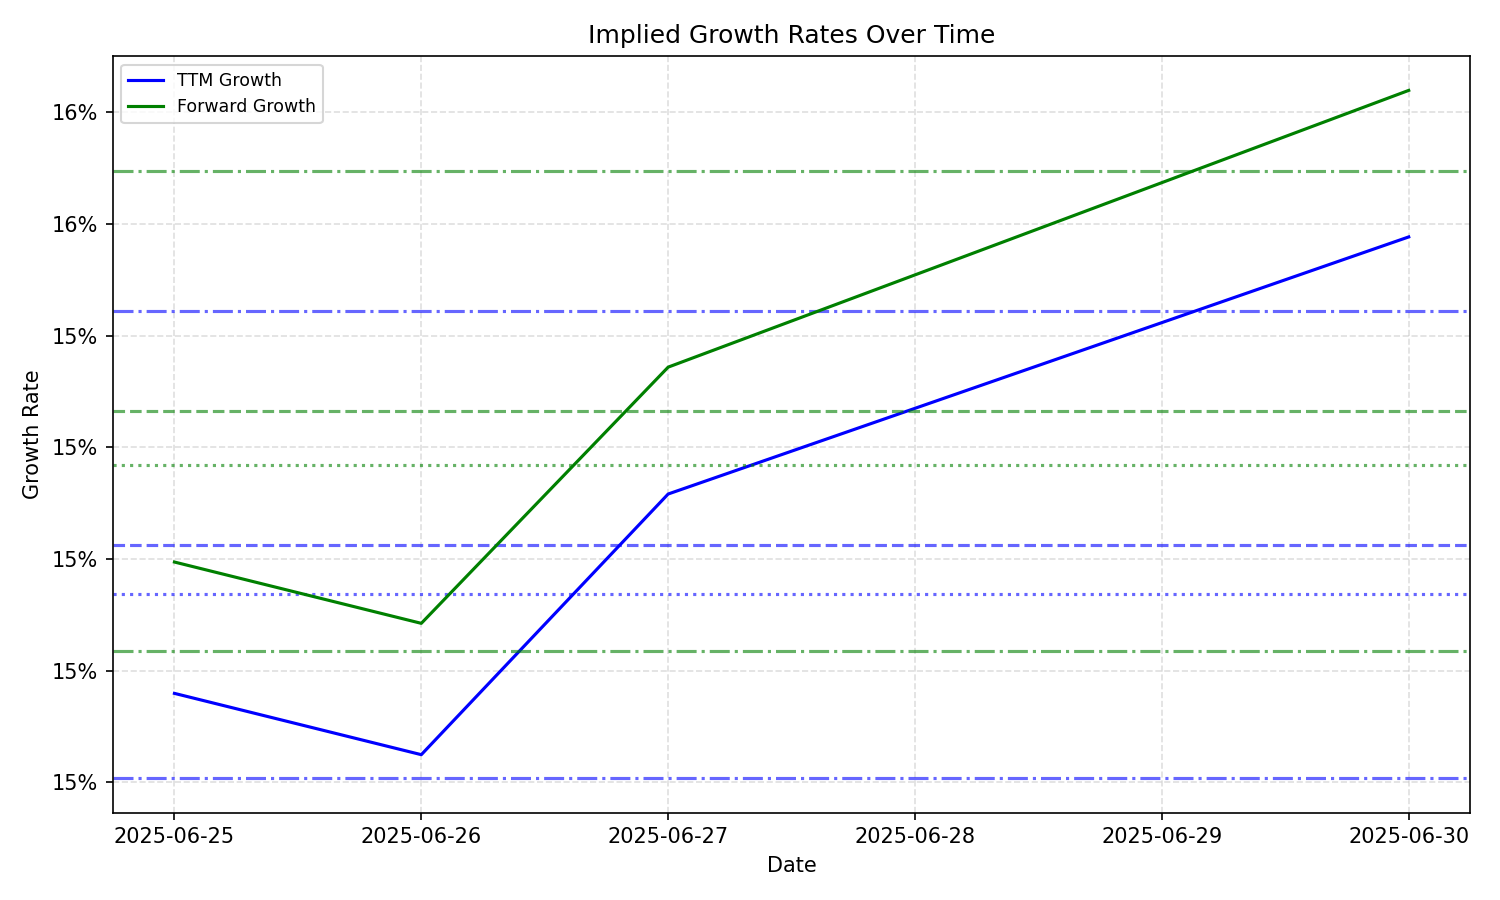 Implied Growth Rates Over Time
TTM Growth
Forward Growth
16%
16%
15%
15%
15%
15%
15%
Growth Rate
2025-06-25
2025-06-26
2025-06-27
2025-06-28
2025-06-29
2025-06-30
Date